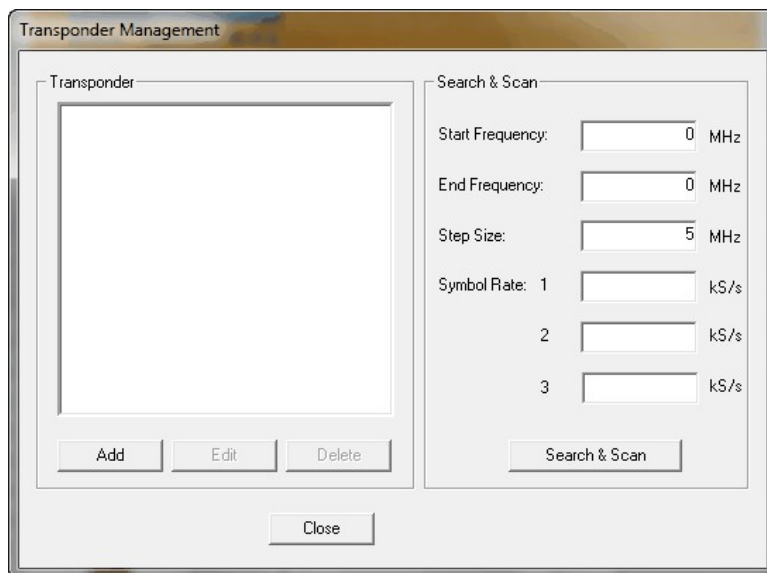 Transponder Management
Transponder
Add Edit Delete
Search & Scan
Start Frequency: 0 MHz
End Frequency: 0 MHz
Step Size: 5 MHz
Symbol Rate: 1 kS/s
2 kS/s
3 kS/s
Search & Scan
Close